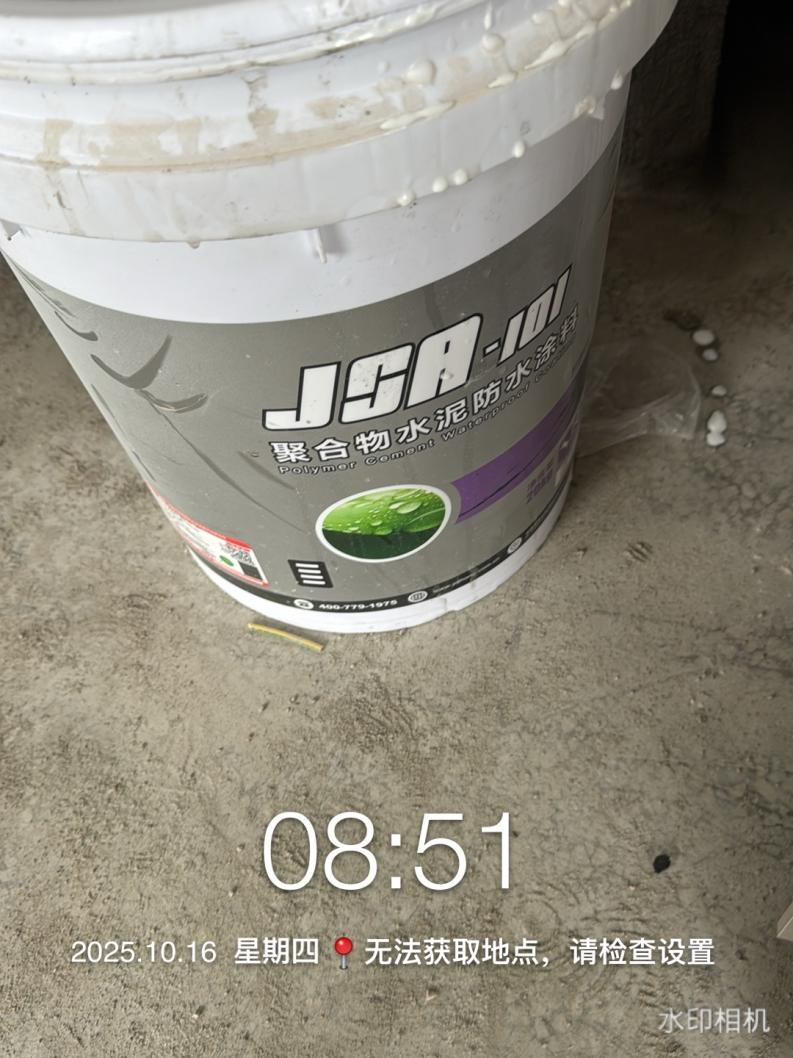 JSA-101
聚合物水泥防水涂料
Polymer Cement Waterproof
400-779-1975
08:51
2025.10.16 星期四 无法获取地点，请检查设置
水印相机